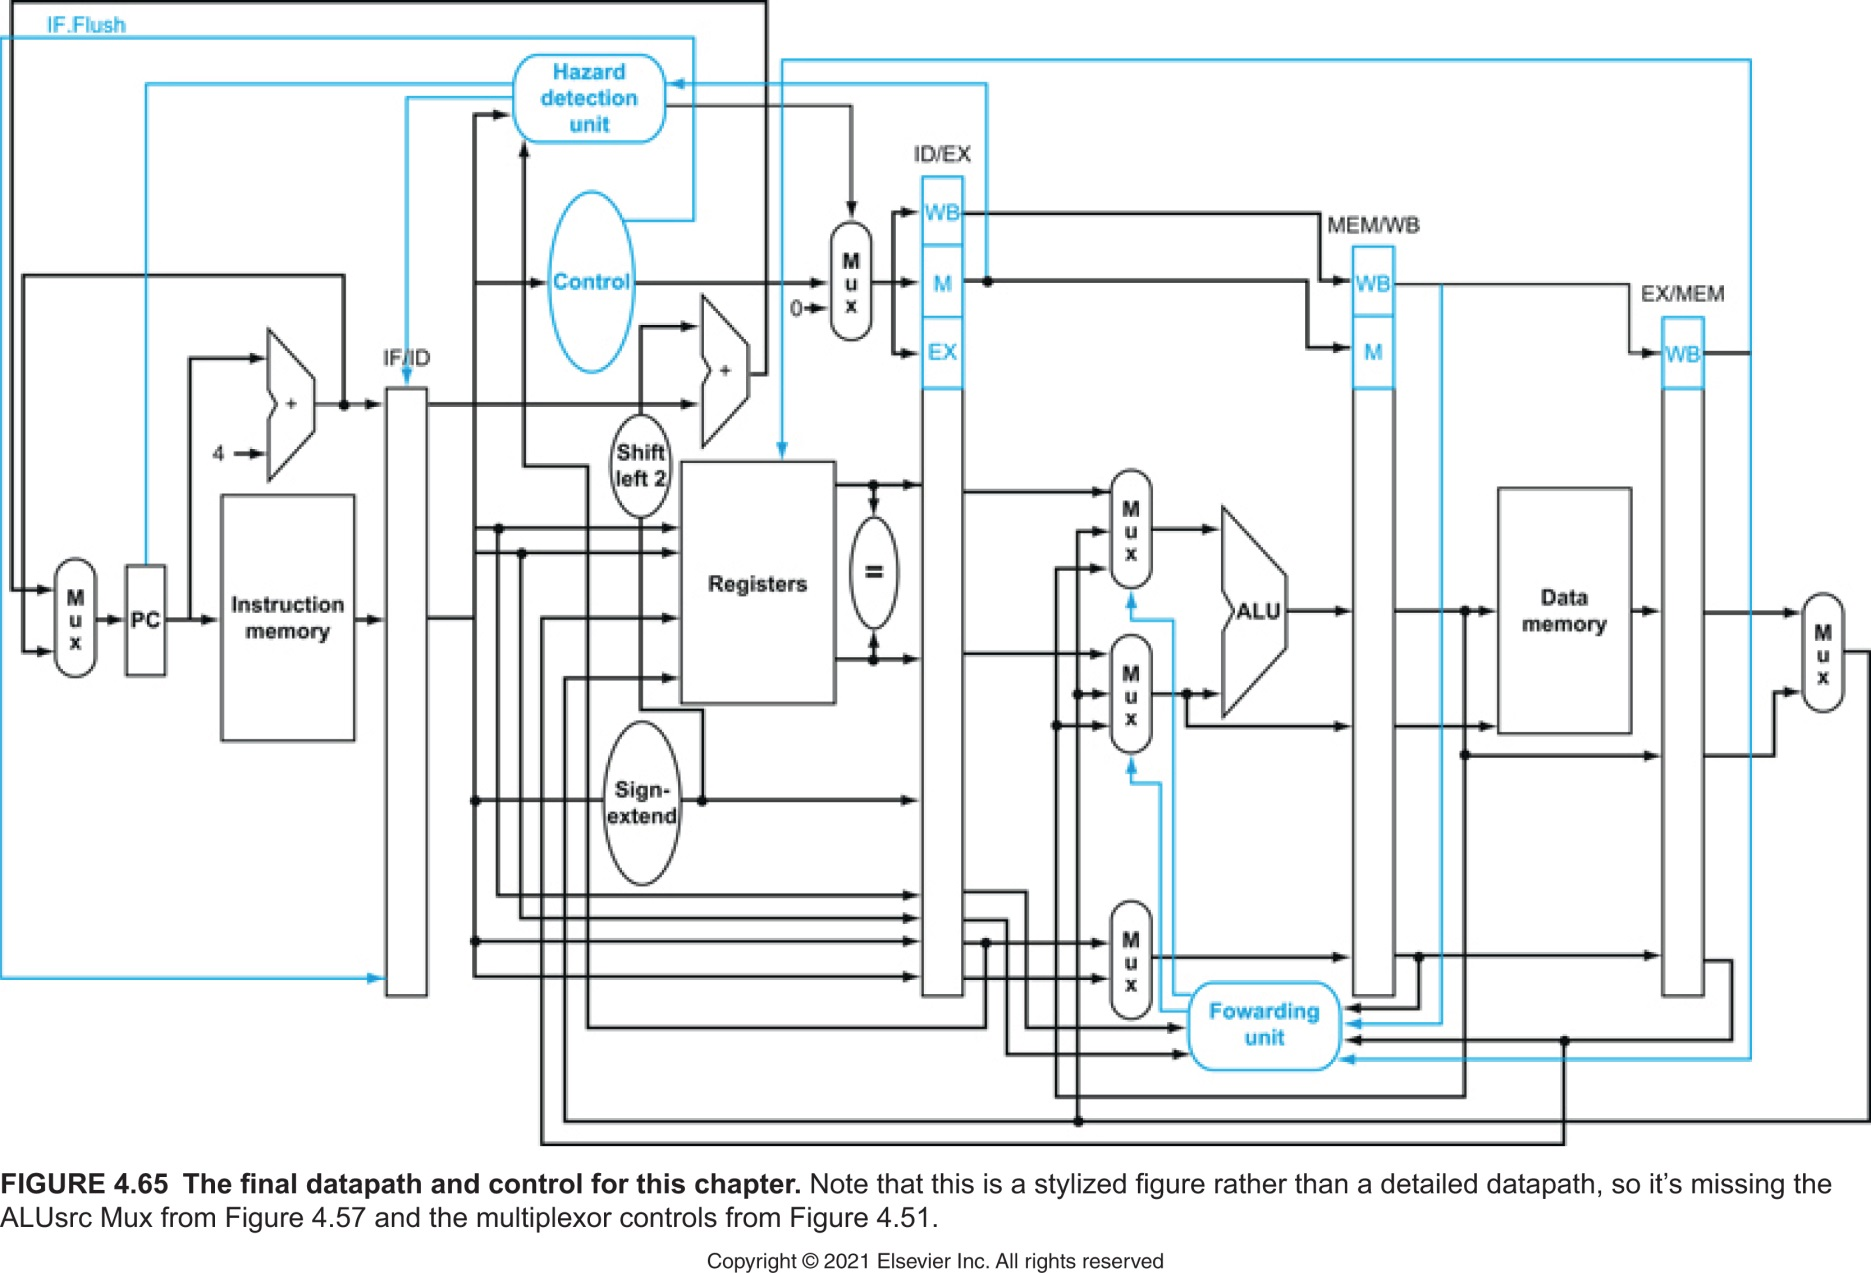 IF.Flush
Hazard
detection
unit
ID/EX
WB
MEM/WB
M
u
x
Control
M
WB
EX/MEM
0
EX
M
WB
IF/ID
+
+
4
Shift
left 2
M
u
x
Registers
=
M
u
x
PC
Instruction
memory
ALU
Data
memory
M
u
x
M
u
x
Sign-
extend
M
u
x
Fowarding
unit
FIGURE 4.65 The final datapath and control for this chapter. Note that this is a stylized figure rather than a detailed datapath, so it’s missing the
ALUsrc Mux from Figure 4.57 and the multiplexor controls from Figure 4.51.
Copyright © 2021 Elsevier Inc. All rights reserved